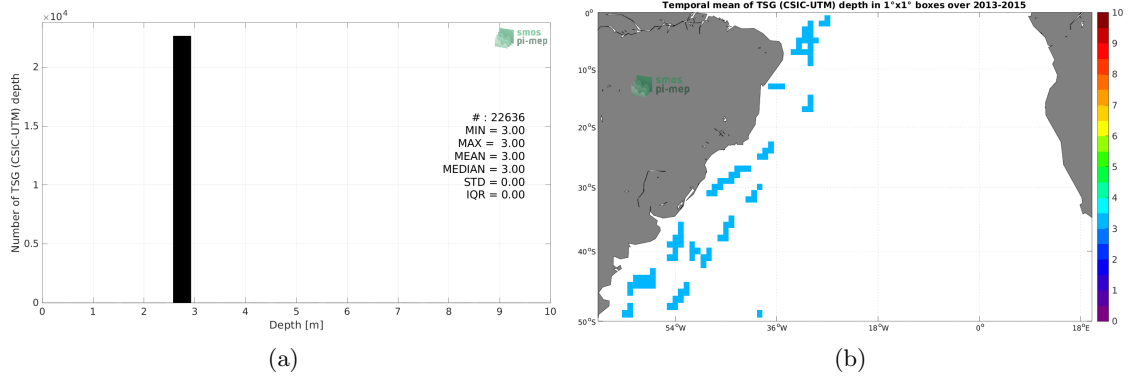 ×10⁴
smos
pi-mep
Number of TSG (CSIC-UTM) depth
2
1.5
1
0.5
0
# : 22636
MIN = 3.00
MAX = 3.00
MEAN = 3.00
MEDIAN = 3.00
STD = 0.00
IQR = 0.00
0 1 2 3 4 5 6 7 8 9 10
Depth [m]
(a)
Temporal mean of TSG (CSIC-UTM) depth in 1°x1° boxes over 2013-2015
smos
pi-mep
0°
10°S
20°S
30°S
40°S
50°S
54°W 36°W 18°W 0° 18°E
10
9
8
7
6
5
4
3
2
1
0
(b)